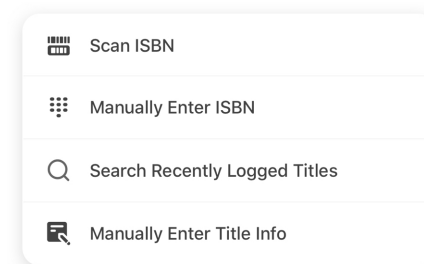 Scan ISBN
Manually Enter ISBN
Search Recently Logged Titles
Manually Enter Title Info